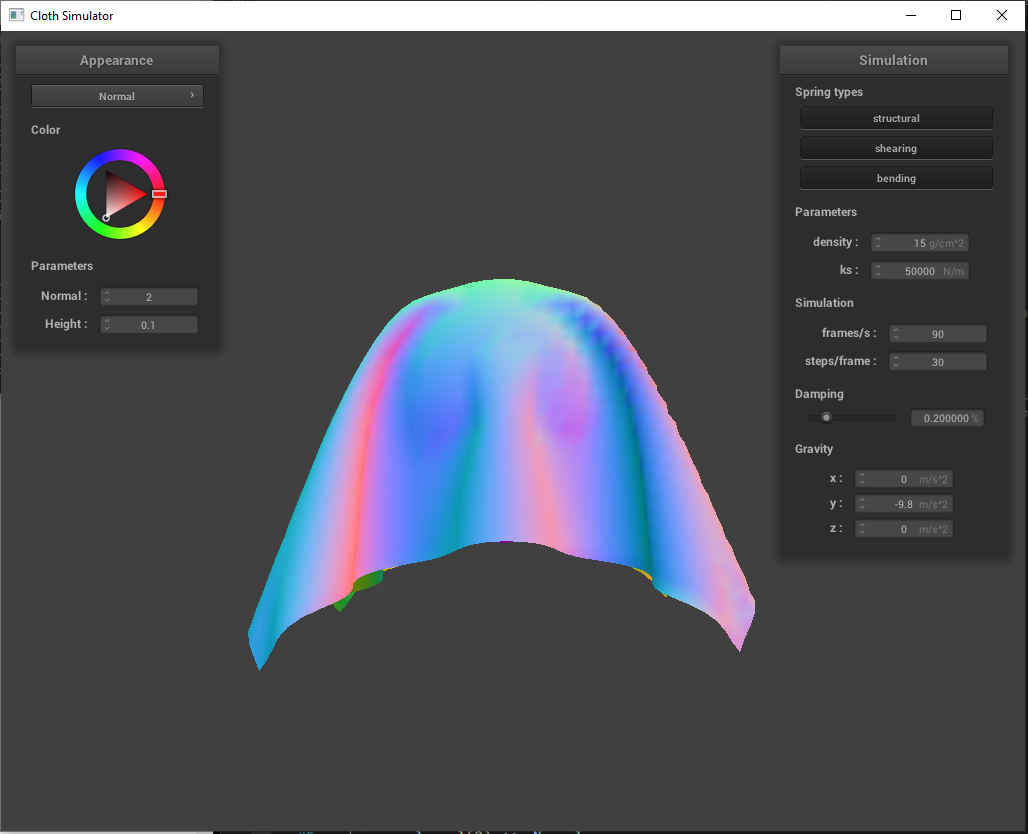 Cloth Simulator
Appearance
Normal
Color
Parameters
Normal : 2
Height : 0.1
Simulation
Spring types
structural
shearing
bending
Parameters
density : 15 g/cm^2
ks : 50000 N/m
Simulation
frames/s : 90
steps/frame : 30
Damping
0.200000 %
Gravity
x : 0 m/s^2
y : -9.8 m/s^2
z : 0 m/s^2